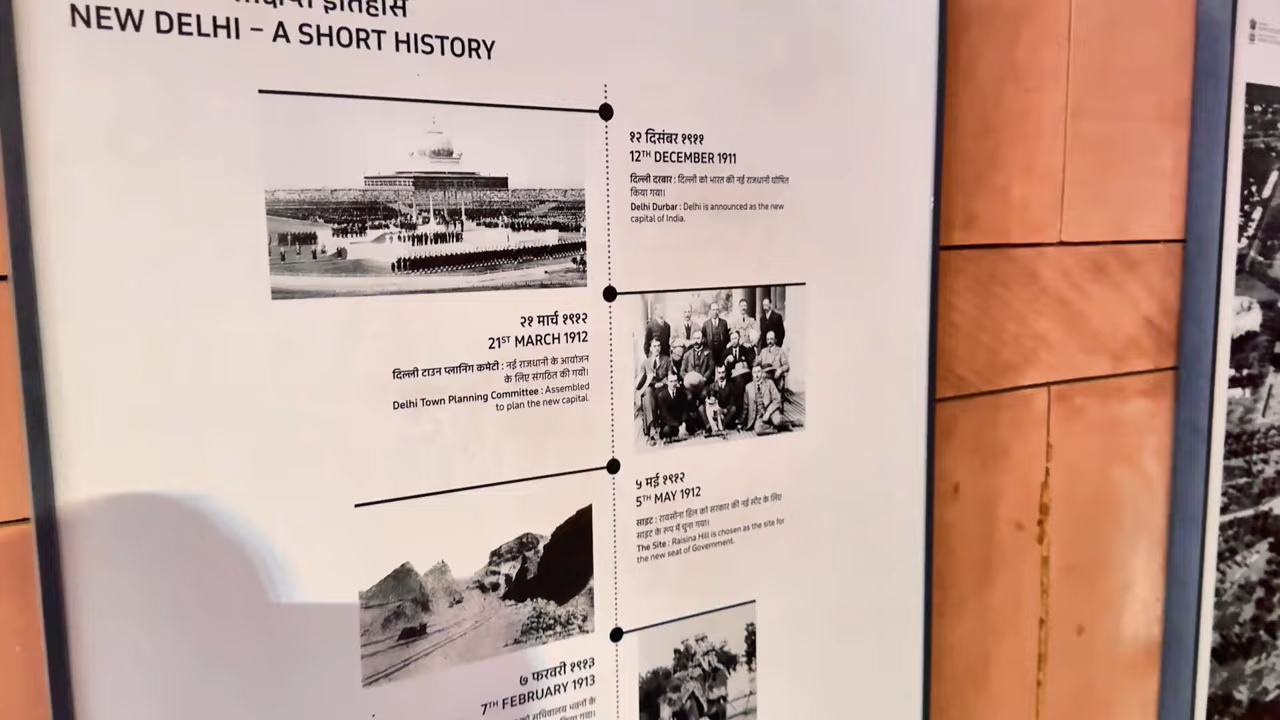 इतिहास
NEW DELHI – A SHORT HISTORY
१२ दिसंबर १९११
12TH DECEMBER 1911
दिल्ली दरबार : दिल्ली को भारत की नई राजधानी घोषित
किया गया।
Delhi Durbar : Delhi is announced as the new
capital of India.
२१ मार्च १९१२
21ST MARCH 1912
दिल्ली टाउन प्लानिंग कमेटी : नई राजधानी के आयोजन
के लिए संगठित की गयी।
Delhi Town Planning Committee : Assembled
to plan the new capital.
५ मई १९१२
5TH MAY 1912
साइट : रायसीना हिल को सरकार की नई सीट के लिए
साइट के रूप में चुना गया।
The Site : Raisina Hill is chosen as the site for
the new seat of Government.
७ फरवरी १९१३
7TH FEBRUARY 1913
सचिवालय भवनों के